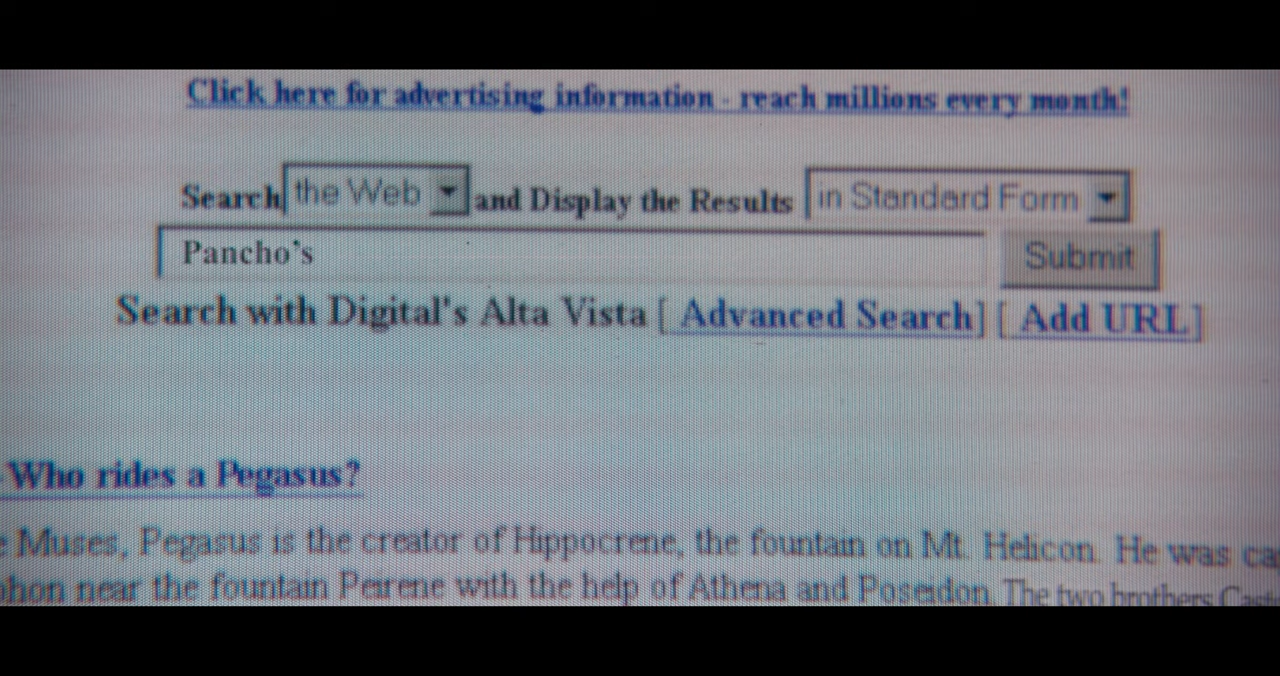 Click here for advertising information - reach millions every month!
Search the Web and Display the Results in Standard Form
Pancho's Submit
Search with Digital's Alta Vista [ Advanced Search] [ Add URL]
Who rides a Pegasus?
Muses, Pegasus is the creator of Hippocrene, the fountain on Mt. Helicon. He was
near the fountain Peirene with the help of Athena and Poseidon. The two brothers